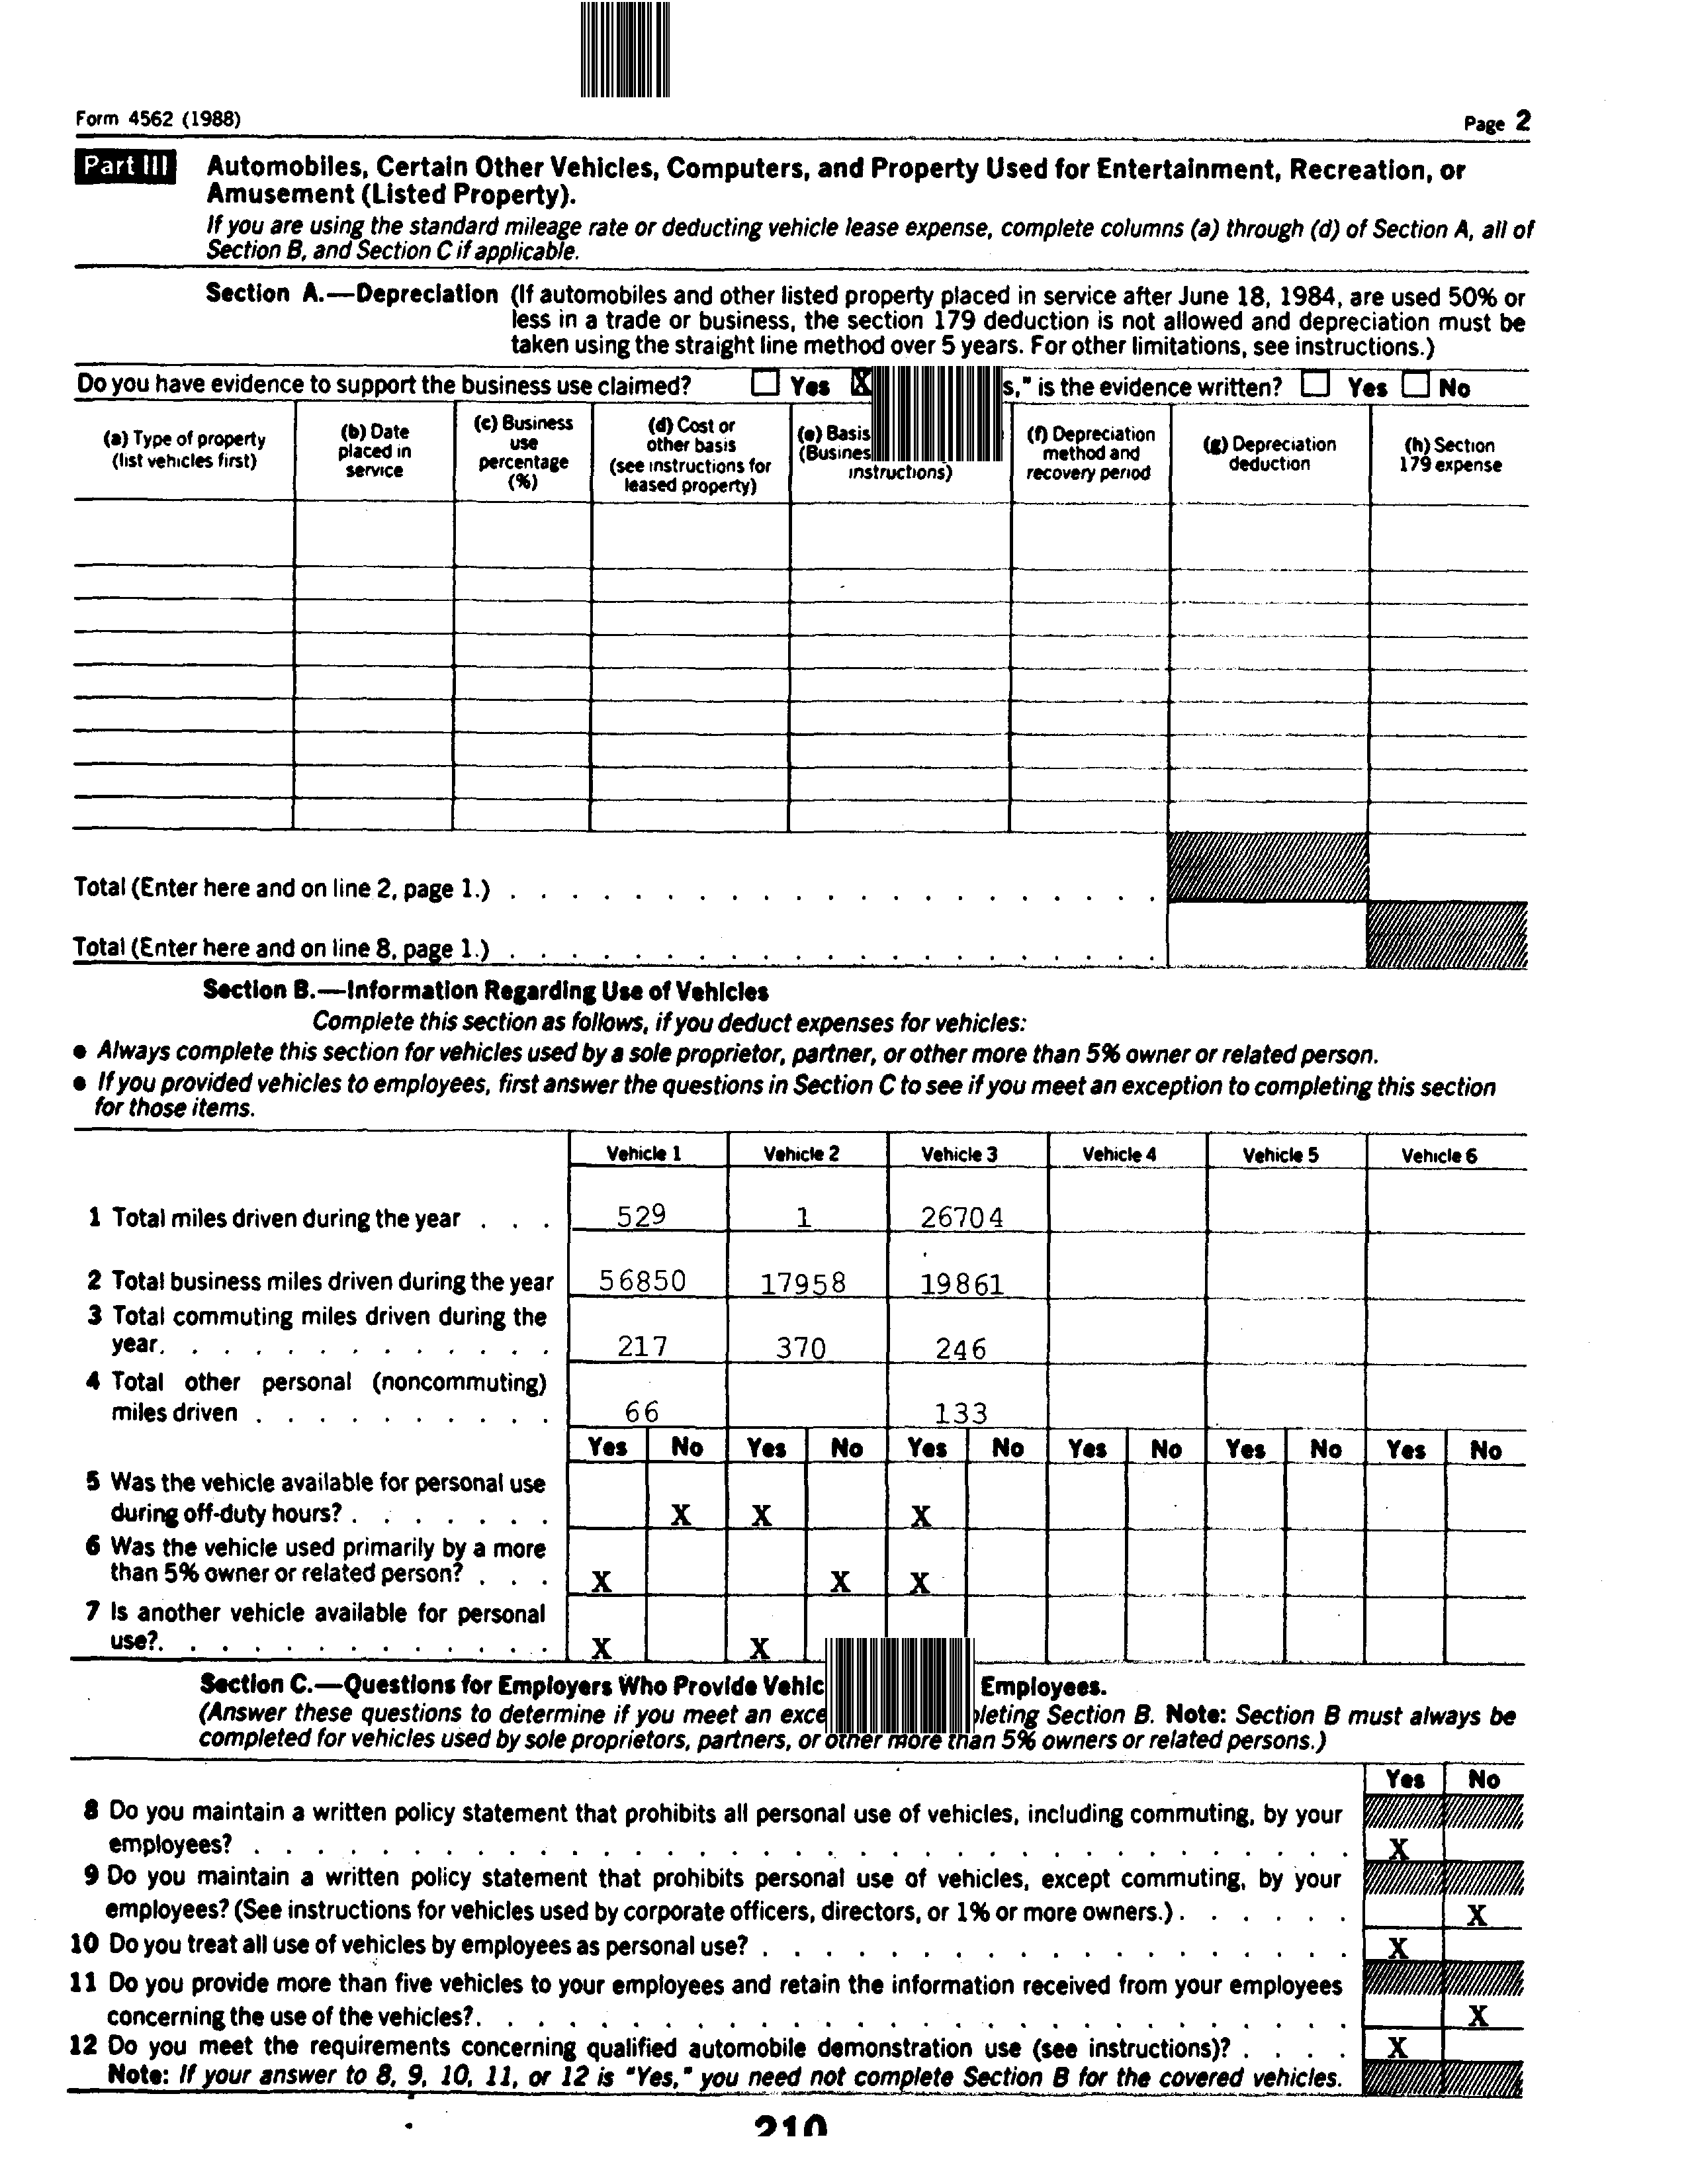 Form 4562 (1988)
Page 2
Part III Automobiles, Certain Other Vehicles, Computers, and Property Used for Entertainment, Recreation, or
Amusement (Listed Property).
If you are using the standard mileage rate or deducting vehicle lease expense, complete columns (a) through (d) of Section A, all of
Section B, and Section C if applicable.
Section A.—Depreciation (If automobiles and other listed property placed in service after June 18, 1984, are used 50% or
less in a trade or business, the section 179 deduction is not allowed and depreciation must be
taken using the straight line method over 5 years. For other limitations, see instructions.)
Do you have evidence to support the business use claimed? Yes X s," is the evidence written? Yes No
(a) Type of property
(list vehicles first)
(b) Date
placed in
service
(c) Business
use
percentage
(%)
(d) Cost or
other basis
(see instructions for
leased property)
(e) Basis
(Busines
instructions)
(f) Depreciation
method and
recovery period
(g) Depreciation
deduction
(h) Section
179 expense
Total (Enter here and on line 2, page 1.) . . . . . . . . . . . . . . . . . . . . .
Total (Enter here and on line 8, page 1.) . . . . . . . . . . . . . . . . . . . . .
Section B.—Information Regarding Use of Vehicles
Complete this section as follows, if you deduct expenses for vehicles:
● Always complete this section for vehicles used by a sole proprietor, partner, or other more than 5% owner or related person.
● If you provided vehicles to employees, first answer the questions in Section C to see if you meet an exception to completing this section
for those items.
Vehicle 1 Vehicle 2 Vehicle 3 Vehicle 4 Vehicle 5 Vehicle 6
1 Total miles driven during the year . . . 529 1 26704
2 Total business miles driven during the year 56850 17958 19861
3 Total commuting miles driven during the
year. . . . . . . . . . . . . 217 370 246
4 Total other personal (noncommuting)
miles driven . . . . . . . . . . 66 133
Yes No Yes No Yes No Yes No Yes No Yes No
5 Was the vehicle available for personal use
during off-duty hours? . . . . . . . X X X
6 Was the vehicle used primarily by a more
than 5% owner or related person? . . . X X X
7 Is another vehicle available for personal
use?. . . . . . . . . . . . . X X
Section C.—Questions for Employers Who Provide Vehic Employees.
(Answer these questions to determine if you meet an exce leting Section B. Note: Section B must always be
completed for vehicles used by sole proprietors, partners, or other more than 5% owners or related persons.)
Yes No
8 Do you maintain a written policy statement that prohibits all personal use of vehicles, including commuting, by your
employees? . . . . . . . . . . . . . . . . . . . . . . . . . . . . X
9 Do you maintain a written policy statement that prohibits personal use of vehicles, except commuting, by your
employees? (See instructions for vehicles used by corporate officers, directors, or 1% or more owners.) . . . . . . X
10 Do you treat all use of vehicles by employees as personal use? . . . . . . . . . . . . . . . . . . X
11 Do you provide more than five vehicles to your employees and retain the information received from your employees
concerning the use of the vehicles?. . . . . . . . . . . . . . . . . . . . . . . . . . . X
12 Do you meet the requirements concerning qualified automobile demonstration use (see instructions)? . . . . X
Note: If your answer to 8, 9, 10, 11, or 12 is "Yes," you need not complete Section B for the covered vehicles.
210